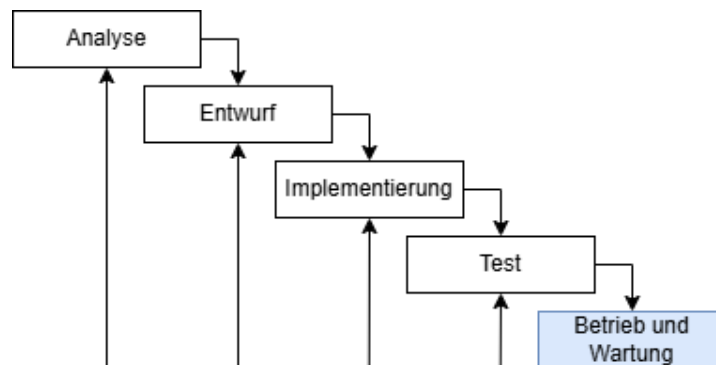 Analyse
Entwurf
Implementierung
Test
Betrieb und
Wartung